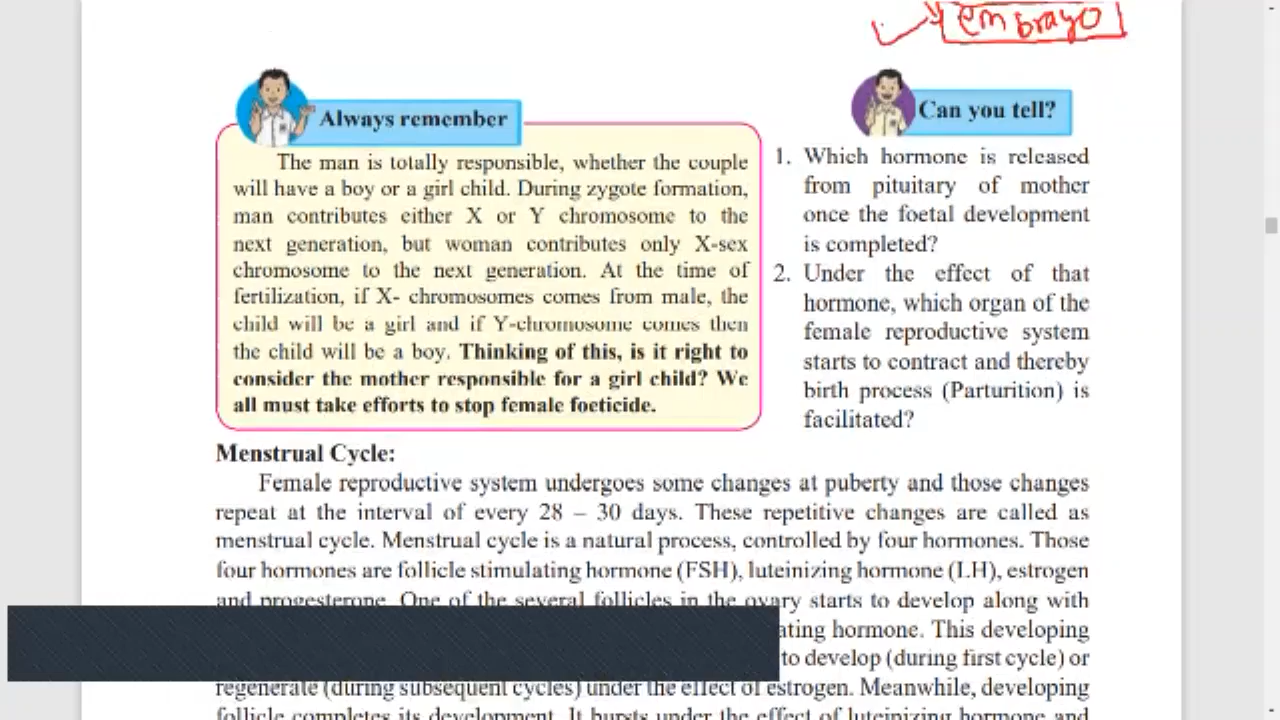 embrayo
Always remember
The man is totally responsible, whether the couple
will have a boy or a girl child. During zygote formation,
man contributes either X or Y chromosome to the
next generation, but woman contributes only X-sex
chromosome to the next generation. At the time of
fertilization, if X- chromosomes comes from male, the
child will be a girl and if Y-chromosome comes then
the child will be a boy. Thinking of this, is it right to
consider the mother responsible for a girl child? We
all must take efforts to stop female foeticide.
Can you tell?
1. Which hormone is released
from pituitary of mother
once the foetal development
is completed?
2. Under the effect of that
hormone, which organ of the
female reproductive system
starts to contract and thereby
birth process (Parturition) is
facilitated?
Menstrual Cycle:
Female reproductive system undergoes some changes at puberty and those changes
repeat at the interval of every 28 – 30 days. These repetitive changes are called as
menstrual cycle. Menstrual cycle is a natural process, controlled by four hormones. Those
four hormones are follicle stimulating hormone (FSH), luteinizing hormone (LH), estrogen
and progesterone. One of the several follicles in the ovary starts to develop along with
ating hormone. This developing
to develop (during first cycle) or
regenerate (during subsequent cycles) under the effect of estrogen. Meanwhile, developing
follicle completes its development. It bursts under the effect of luteinizing hormone and